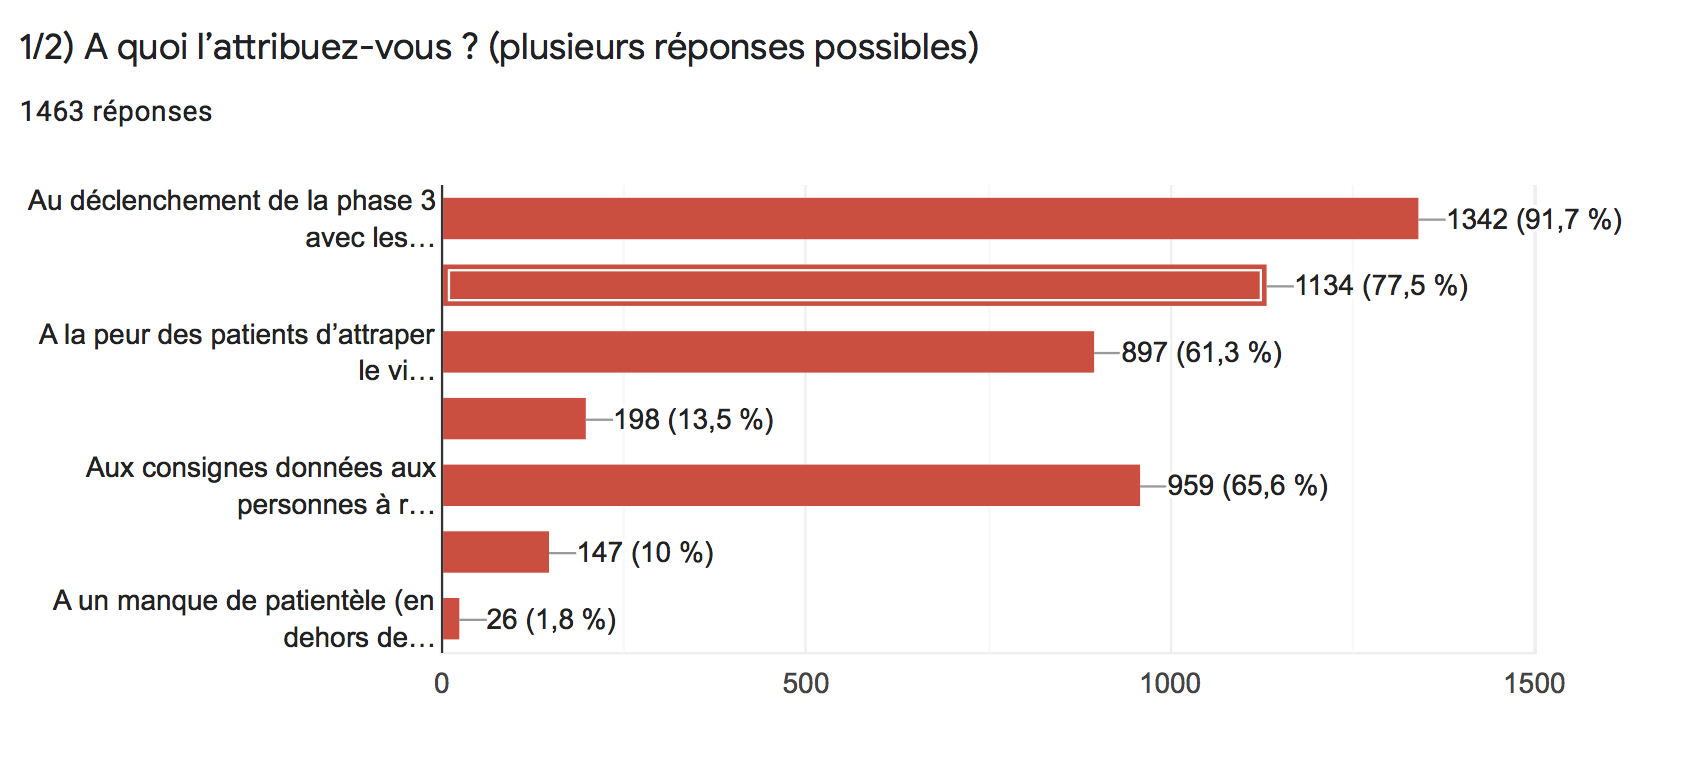 1/2) A quoi l’attribuez-vous ? (plusieurs réponses possibles)
1463 réponses
Au déclenchement de la phase 3
avec les…
1342 (91,7 %)
1134 (77,5 %)
A la peur des patients d’attraper
le vi…
897 (61,3 %)
198 (13,5 %)
Aux consignes données aux
personnes à r…
959 (65,6 %)
147 (10 %)
A un manque de patientèle (en
dehors de…
26 (1,8 %)
0
500
1000
1500